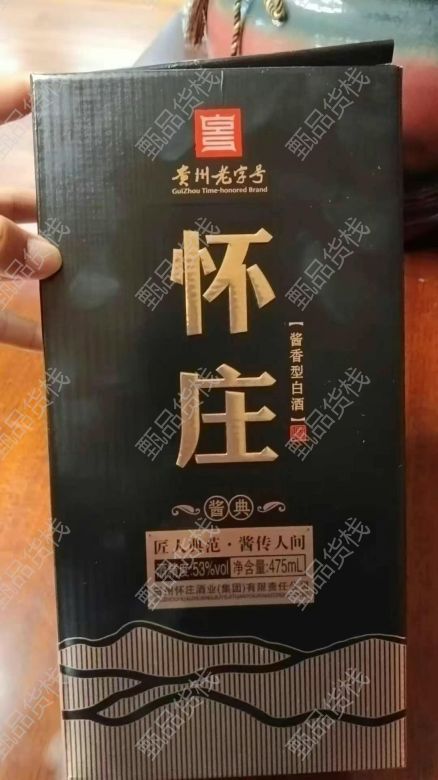 貴州老字号
GuiZhou Time-honored Brand
怀庄
【酱香型白酒】
酱典
匠人典范·酱传人间
酒精度:53%vol 净含量:475mL
贵州怀庄酒业(集团)有限责任公司
甄品货栈